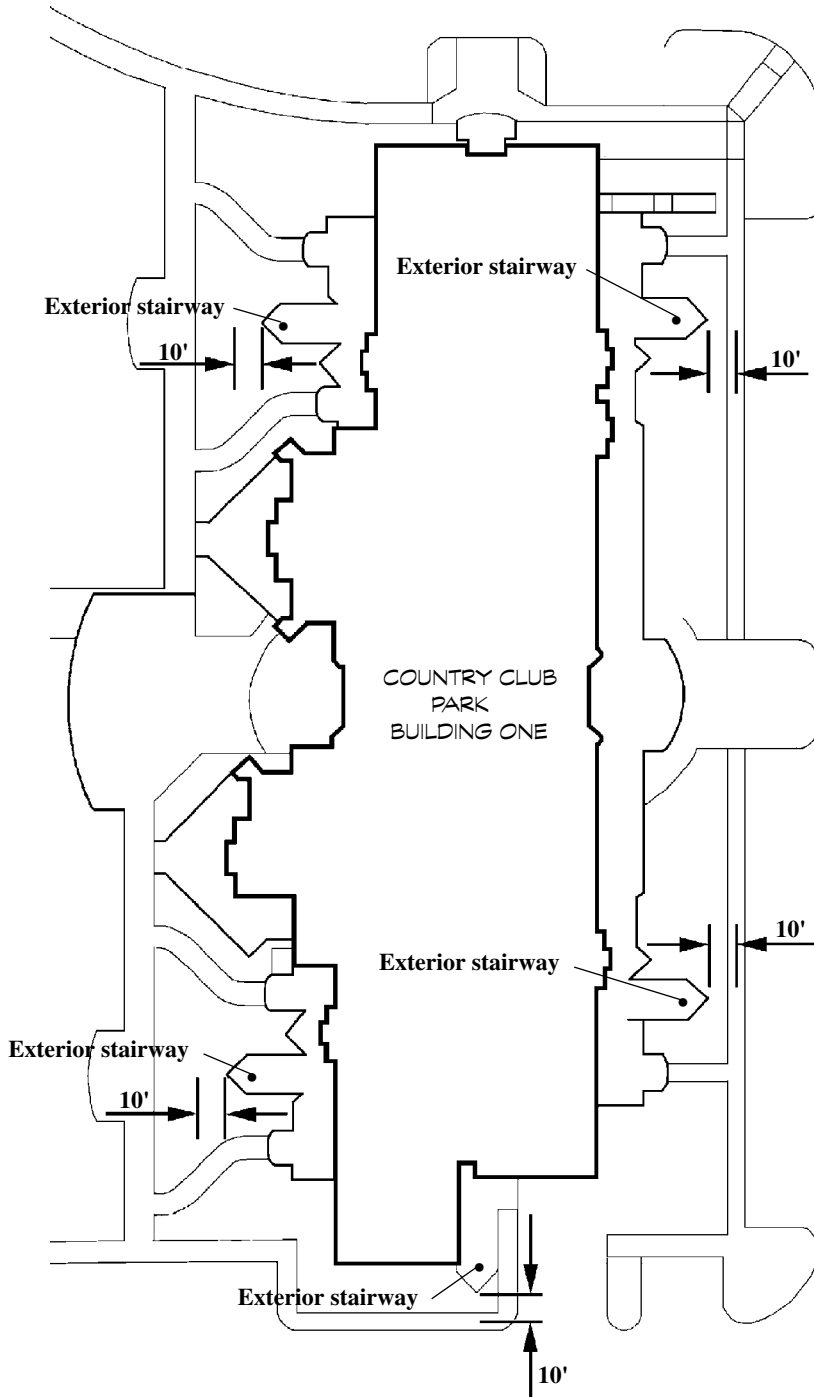 Exterior stairway
Exterior stairway
10'
10'
COUNTRY CLUB
PARK
BUILDING ONE
10'
Exterior stairway
Exterior stairway
10'
Exterior stairway
10'